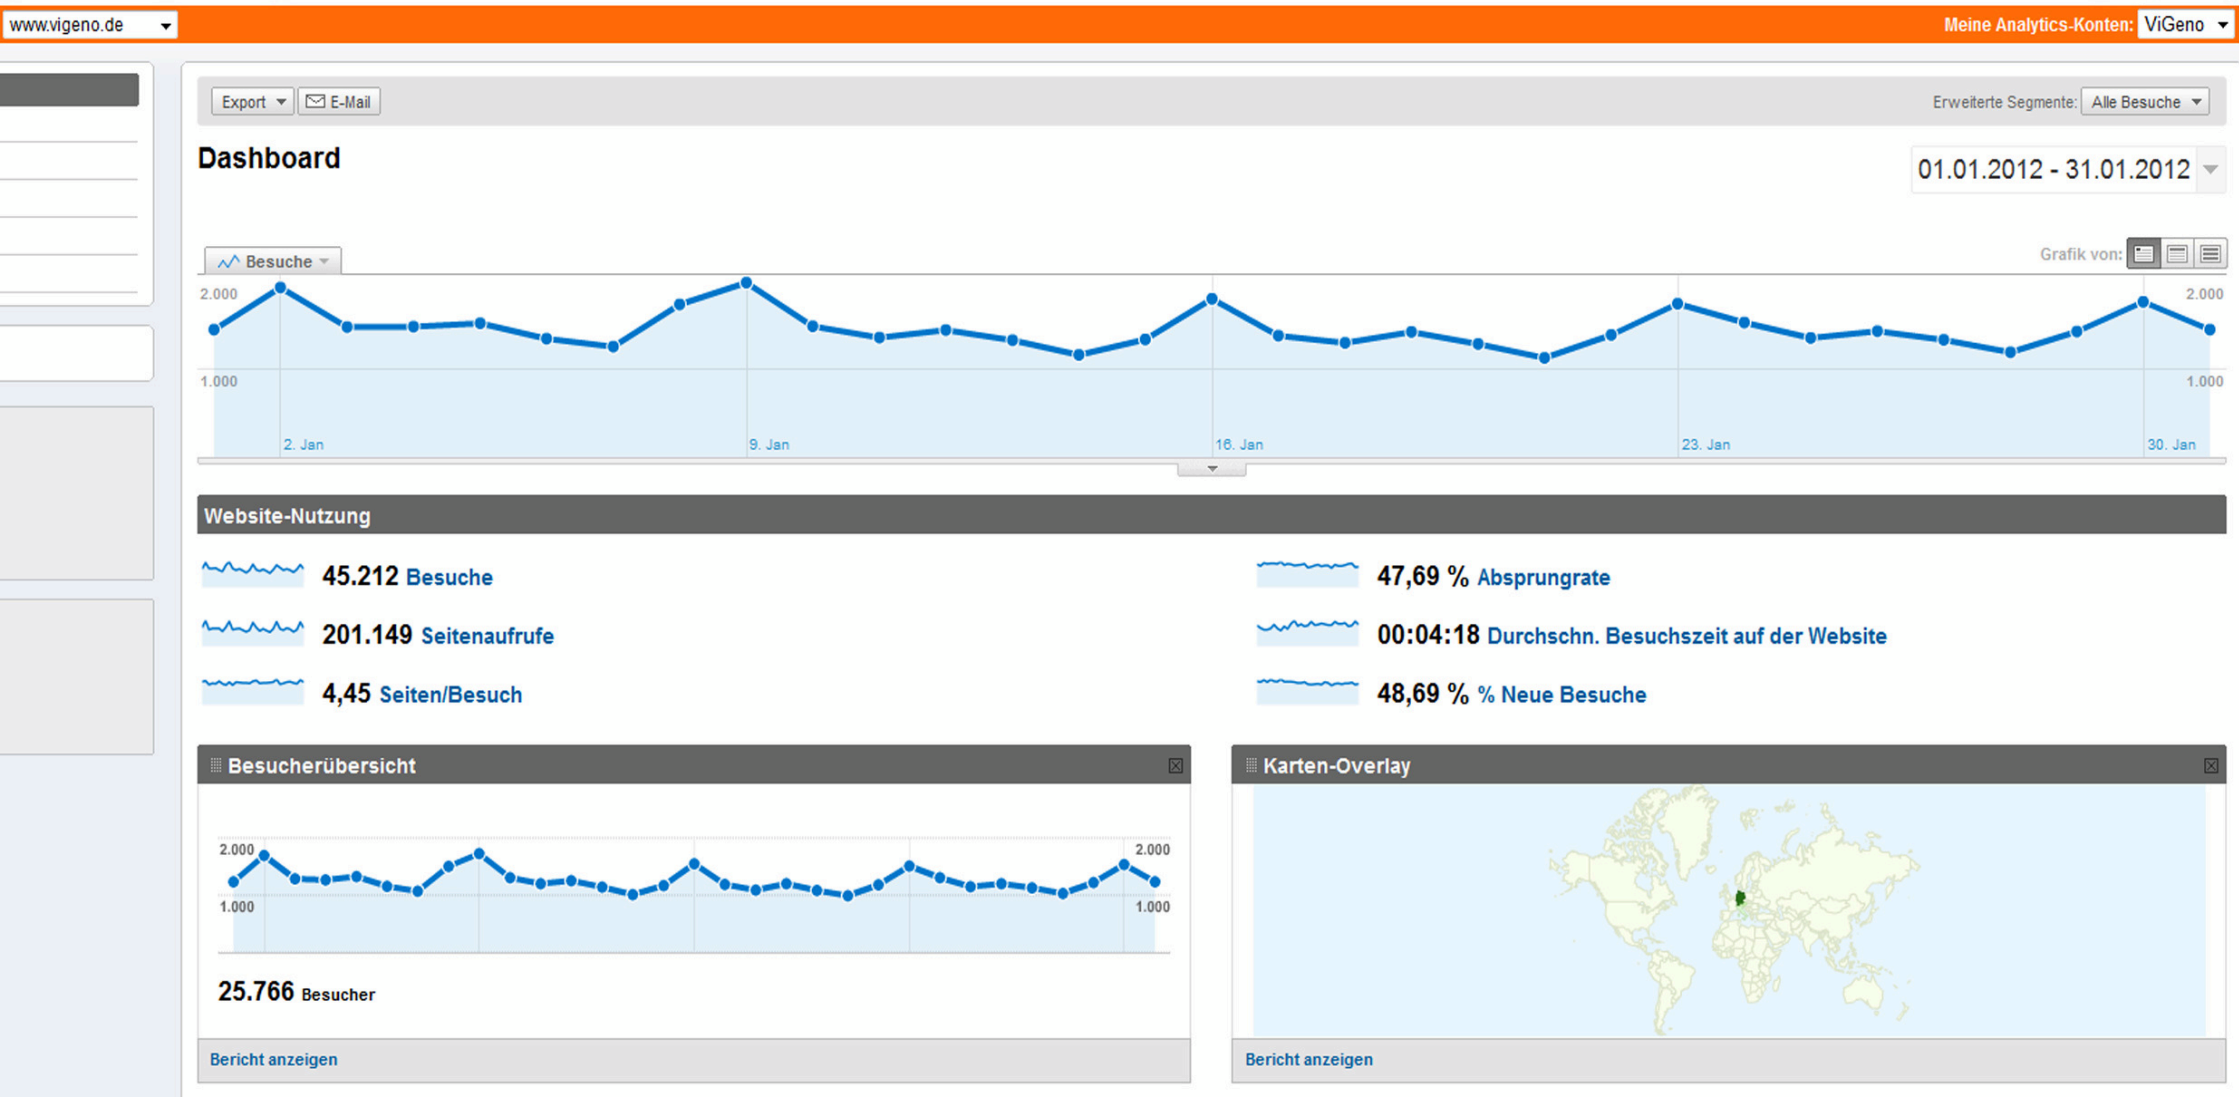 www.vigeno.de
Meine Analytics-Konten: ViGeno
Export E-Mail
Erweiterte Segmente: Alle Besuche
Dashboard
01.01.2012 - 31.01.2012
Besuche
Grafik von:
2.000 2.000
1.000 1.000
2. Jan 9. Jan 16. Jan 23. Jan 30. Jan
Website-Nutzung
45.212 Besuche
47,69 % Absprungrate
201.149 Seitenaufrufe
00:04:18 Durchschn. Besuchszeit auf der Website
4,45 Seiten/Besuch
48,69 % % Neue Besuche
Besucherübersicht
2.000 2.000
1.000 1.000
25.766 Besucher
Bericht anzeigen
Karten-Overlay
Bericht anzeigen